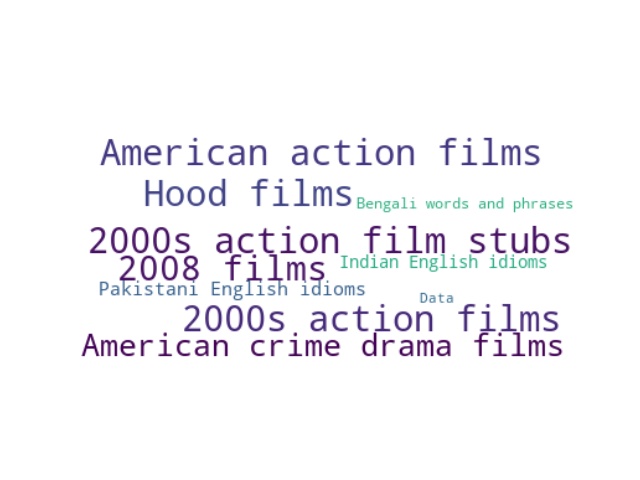 American action films
Hood films
Bengali words and phrases
2000s action film stubs
2008 films
Indian English idioms
Pakistani English idioms
Data
2000s action films
American crime drama films